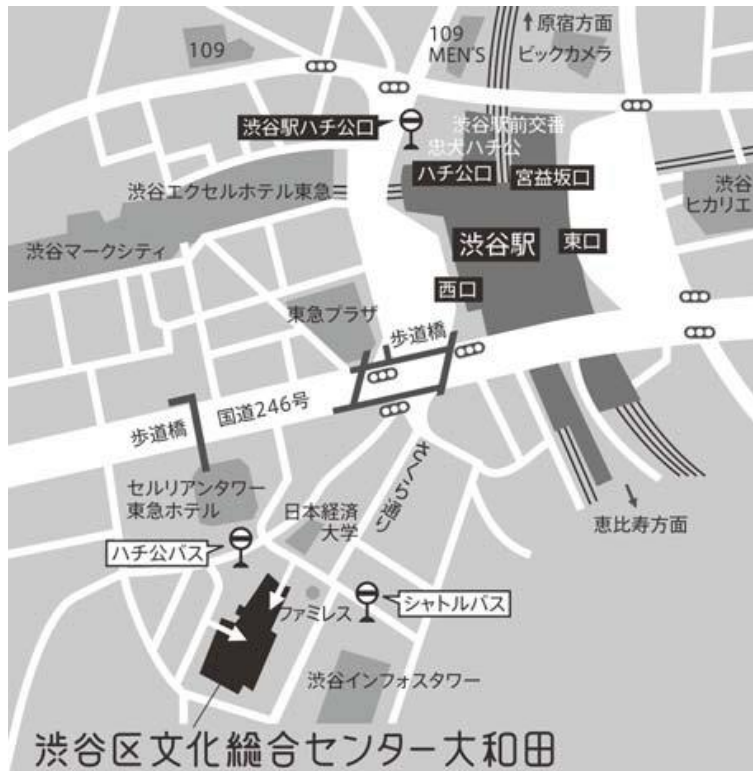 ↑原宿方面
109
109
MEN'S
ビックカメラ
渋谷駅ハチ公口
渋谷駅前交番
忠犬ハチ公
ハチ公口
宮益坂口
渋谷エクセルホテル東急
渋谷
ヒカリエ
渋谷マークシティ
渋谷駅
東口
西口
東急プラザ
歩道橋
国道246号
歩道橋
さくら通り
セルリアンタワー
東急ホテル
日本経済
大学
恵比寿方面
ハチ公バス
ファミレス
シャトルバス
渋谷インフォスタワー
渋谷区文化総合センター大和田